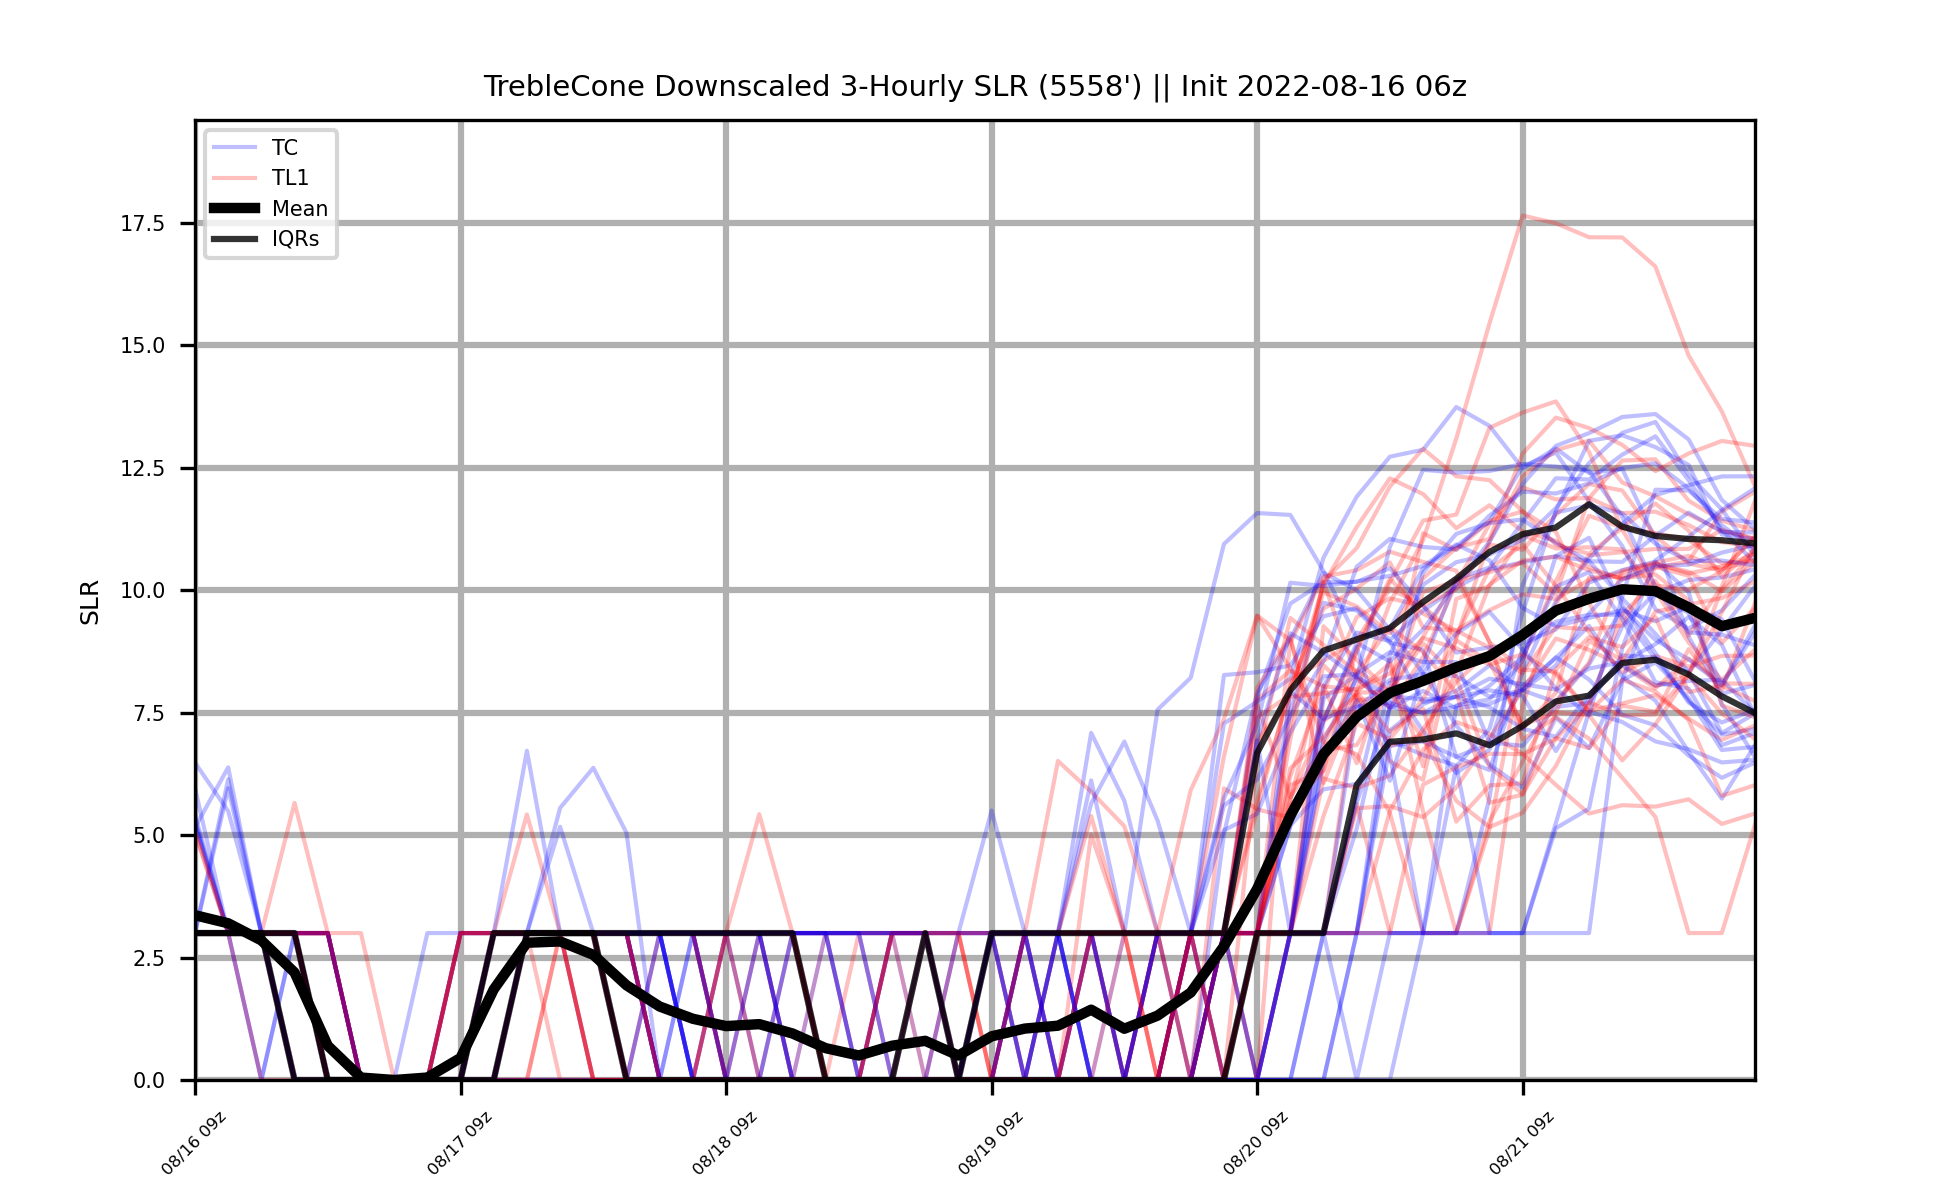 TrebleCone Downscaled 3-Hourly SLR (5558') || Init 2022-08-16 06z
TC
TL1
Mean
IQRs
SLR
17.5
15.0
12.5
10.0
7.5
5.0
2.5
0.0
08/16 09z
08/17 09z
08/18 09z
08/19 09z
08/20 09z
08/21 09z